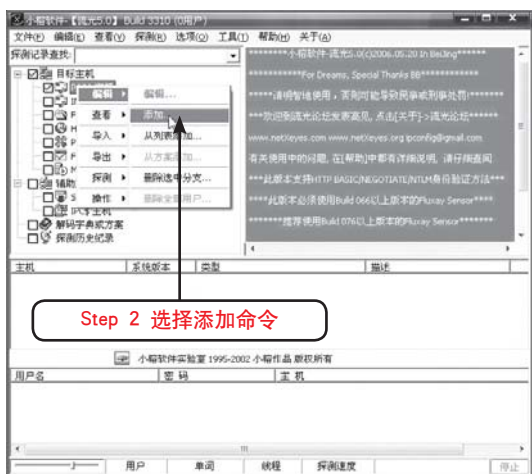 小榕软件-【流光5.0】 Build 3310 (0用户)
文件(F) 编辑(E) 查看(V) 探测(R) 选项(O) 工具(T) 帮助(H) 关于(A)
探测记录查找:
目标主机
辅助
IPC$主机
解码字典或方案
探测历史纪录
编辑
查看
导入
导出
探测
操作
编辑...
添加...
从列表添加...
从方案添加...
删除选中分支...
删除全部用户...
********小榕软件-流光5.0(c)2006.05.20 In BeiJing******
**********For Dreams, Special Thanks BB**********
****请明智地使用，否则可能导致民事或刑事处罚!*******
***欢迎到流光论坛发表高见, 点击[关于]->流光论坛******
www.netXeyes.com www.netXeyes.org ipconfig@gmail.com
有关使用中的问题, 在[帮助]中都有详细说明, 请仔细查阅
***此版本支持HTTP BASIC/NEGOTIATE/NTLM身份验证方法***
****此版本必须使用Build 066以上版本的Fluxay Sensor****
******推荐使用Build 076以上版本的Fluxay Sensor*******
主机 系统版本 类型 描述
Step 2 选择添加命令
小榕软件实验室 1995-2002 小榕作品 版权所有
用户名 密码 主机
用户 单词 线程 探测速度 停止